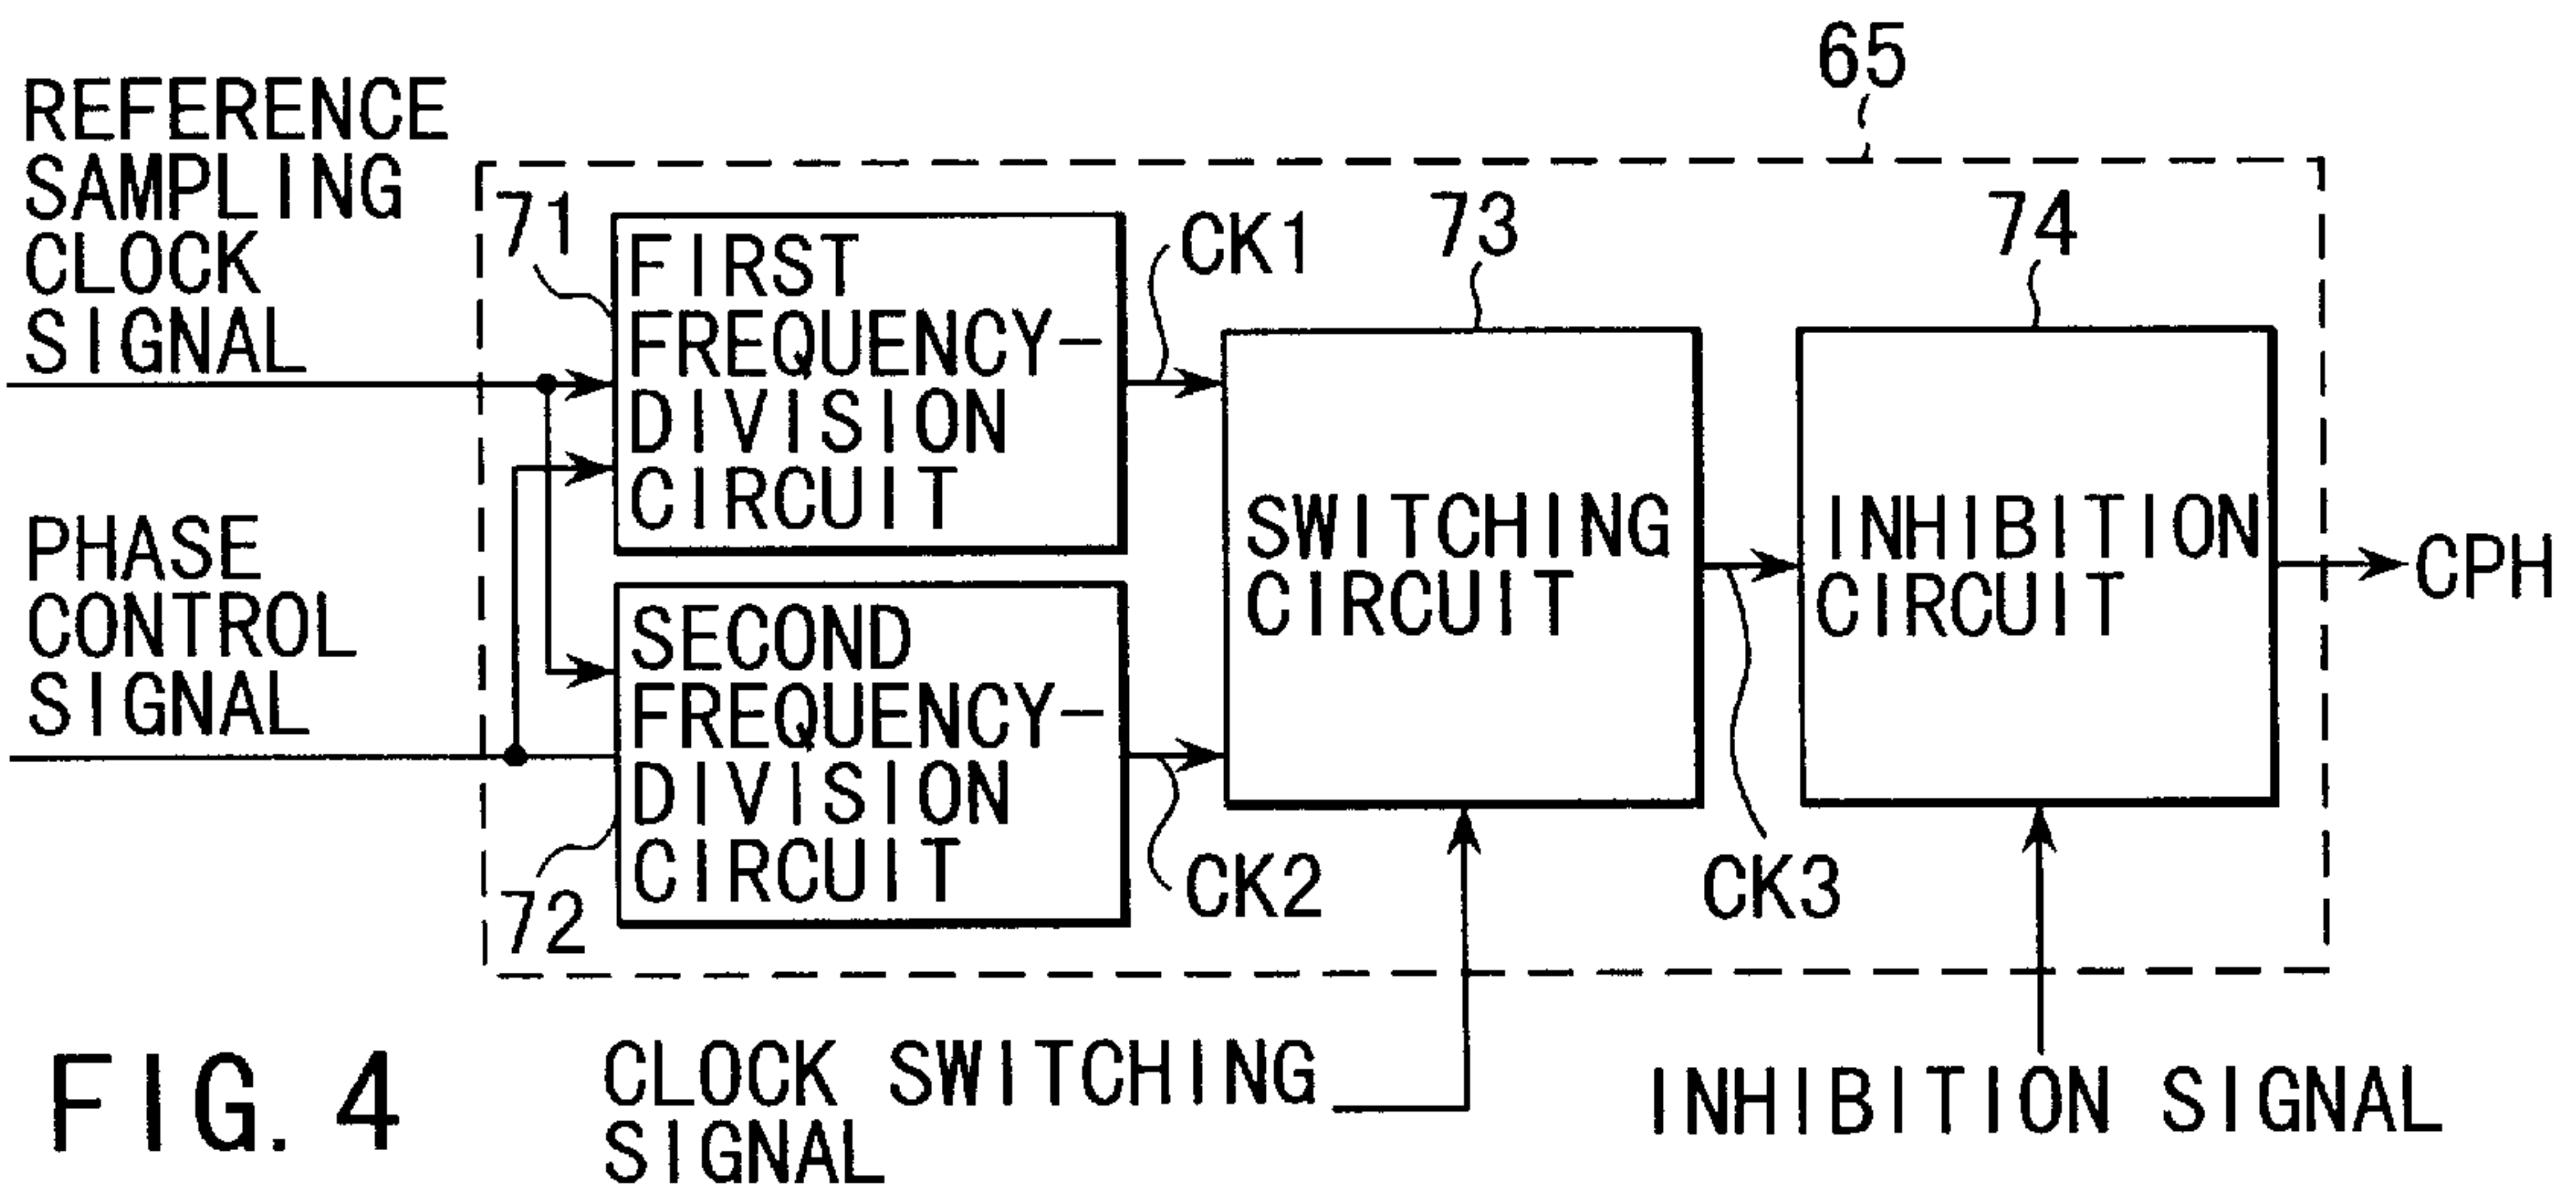 65
REFERENCE
SAMPLING
CLOCK
SIGNAL
71
FIRST
FREQUENCY-
DIVISION
CIRCUIT
CK1
73
74
PHASE
CONTROL
SIGNAL
SECOND
FREQUENCY-
DIVISION
CIRCUIT
72
CK2
SWITCHING
CIRCUIT
CK3
INHIBITION
CIRCUIT
CPH
CLOCK SWITCHING
SIGNAL
INHIBITION SIGNAL
FIG. 4